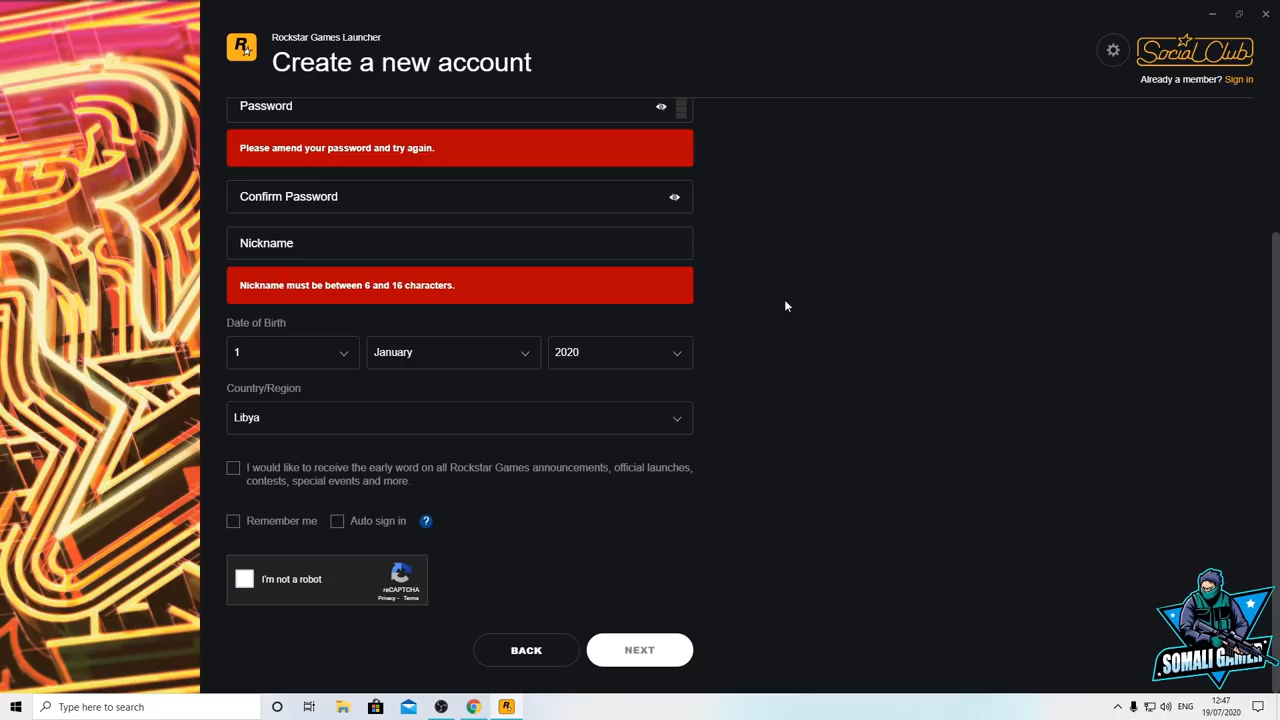 Rockstar Games Launcher
Create a new account
Social Club
Already a member? Sign in
Password
Please amend your password and try again.
Confirm Password
Nickname
Nickname must be between 6 and 16 characters.
Date of Birth
1 January 2020
Country/Region
Libya
I would like to receive the early word on all Rockstar Games announcements, official launches,
contests, special events and more.
Remember me Auto sign in ?
I'm not a robot
reCAPTCHA
Privacy - Terms
BACK NEXT
SOMALI GAMER
Type here to search
ENG
12:47
19/07/2020